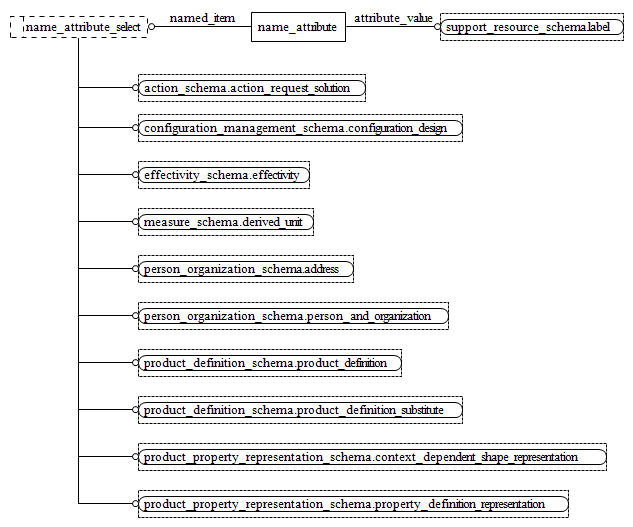 named_item attribute_value
name_attribute_select name_attribute support_resource_schema.label
action_schema.action_request_solution
configuration_management_schema.configuration_design
effectivity_schema.effectivity
measure_schema.derived_unit
person_organization_schema.address
person_organization_schema.person_and_organization
product_definition_schema.product_definition
product_definition_schema.product_definition_substitute
product_property_representation_schema.context_dependent_shape_representation
product_property_representation_schema.property_definition_representation